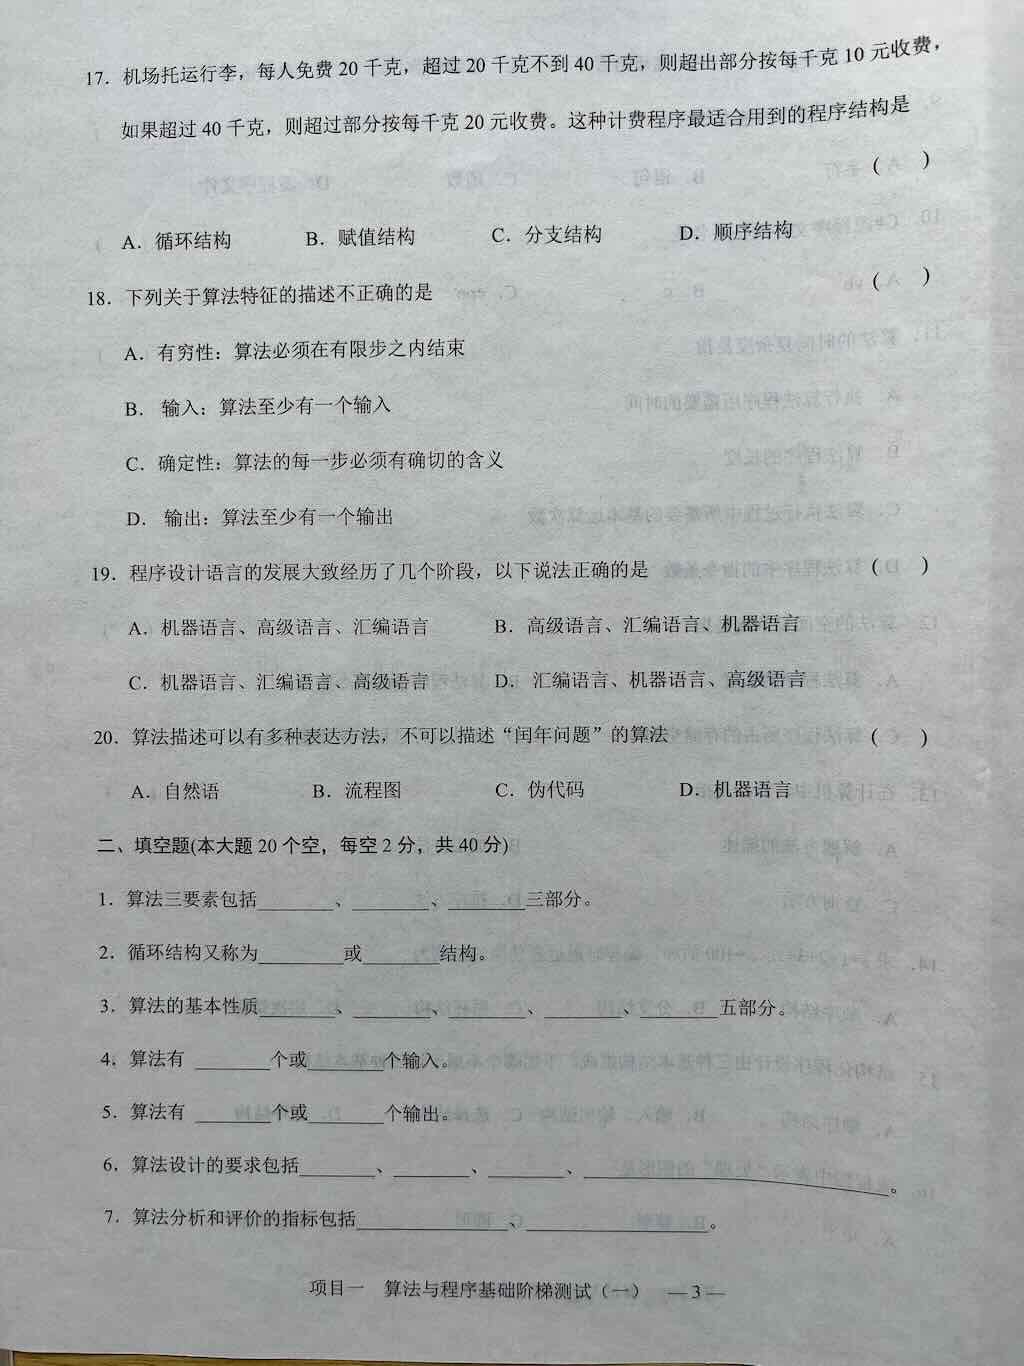 17．机场托运行李，每人免费 20 千克，超过 20 千克不到 40 千克，则超出部分按每千克 10 元收费，
如果超过 40 千克，则超过部分按每千克 20 元收费。这种计费程序最适合用到的程序结构是
(　　)
A．循环结构　　B．赋值结构　　C．分支结构　　D．顺序结构
18．下列关于算法特征的描述不正确的是　　(　　)
A．有穷性：算法必须在有限步之内结束
B． 输入：算法至少有一个输入
C．确定性：算法的每一步必须有确切的含义
D． 输出：算法至少有一个输出
19．程序设计语言的发展大致经历了几个阶段，以下说法正确的是　　(　　)
A．机器语言、高级语言、汇编语言　　B．高级语言、汇编语言、机器语言
C．机器语言、汇编语言、高级语言　　D． 汇编语言、机器语言、高级语言
20．算法描述可以有多种表达方法，不可以描述“闰年问题”的算法　　(　　)
A．自然语　　B．流程图　　C．伪代码　　D．机器语言
二、填空题(本大题 20 个空，每空 2 分，共 40 分)
1．算法三要素包括________、________、________三部分。
2．循环结构又称为_________或________结构。
3．算法的基本性质________、________、________、________、________五部分。
4．算法有 ________个或________个输入。
5．算法有 ________个或________个输出。
6．算法设计的要求包括________、________、________、________________________________。
7．算法分析和评价的指标包括________________、___________________。
项目一　算法与程序基础阶梯测试（一）　— 3 —